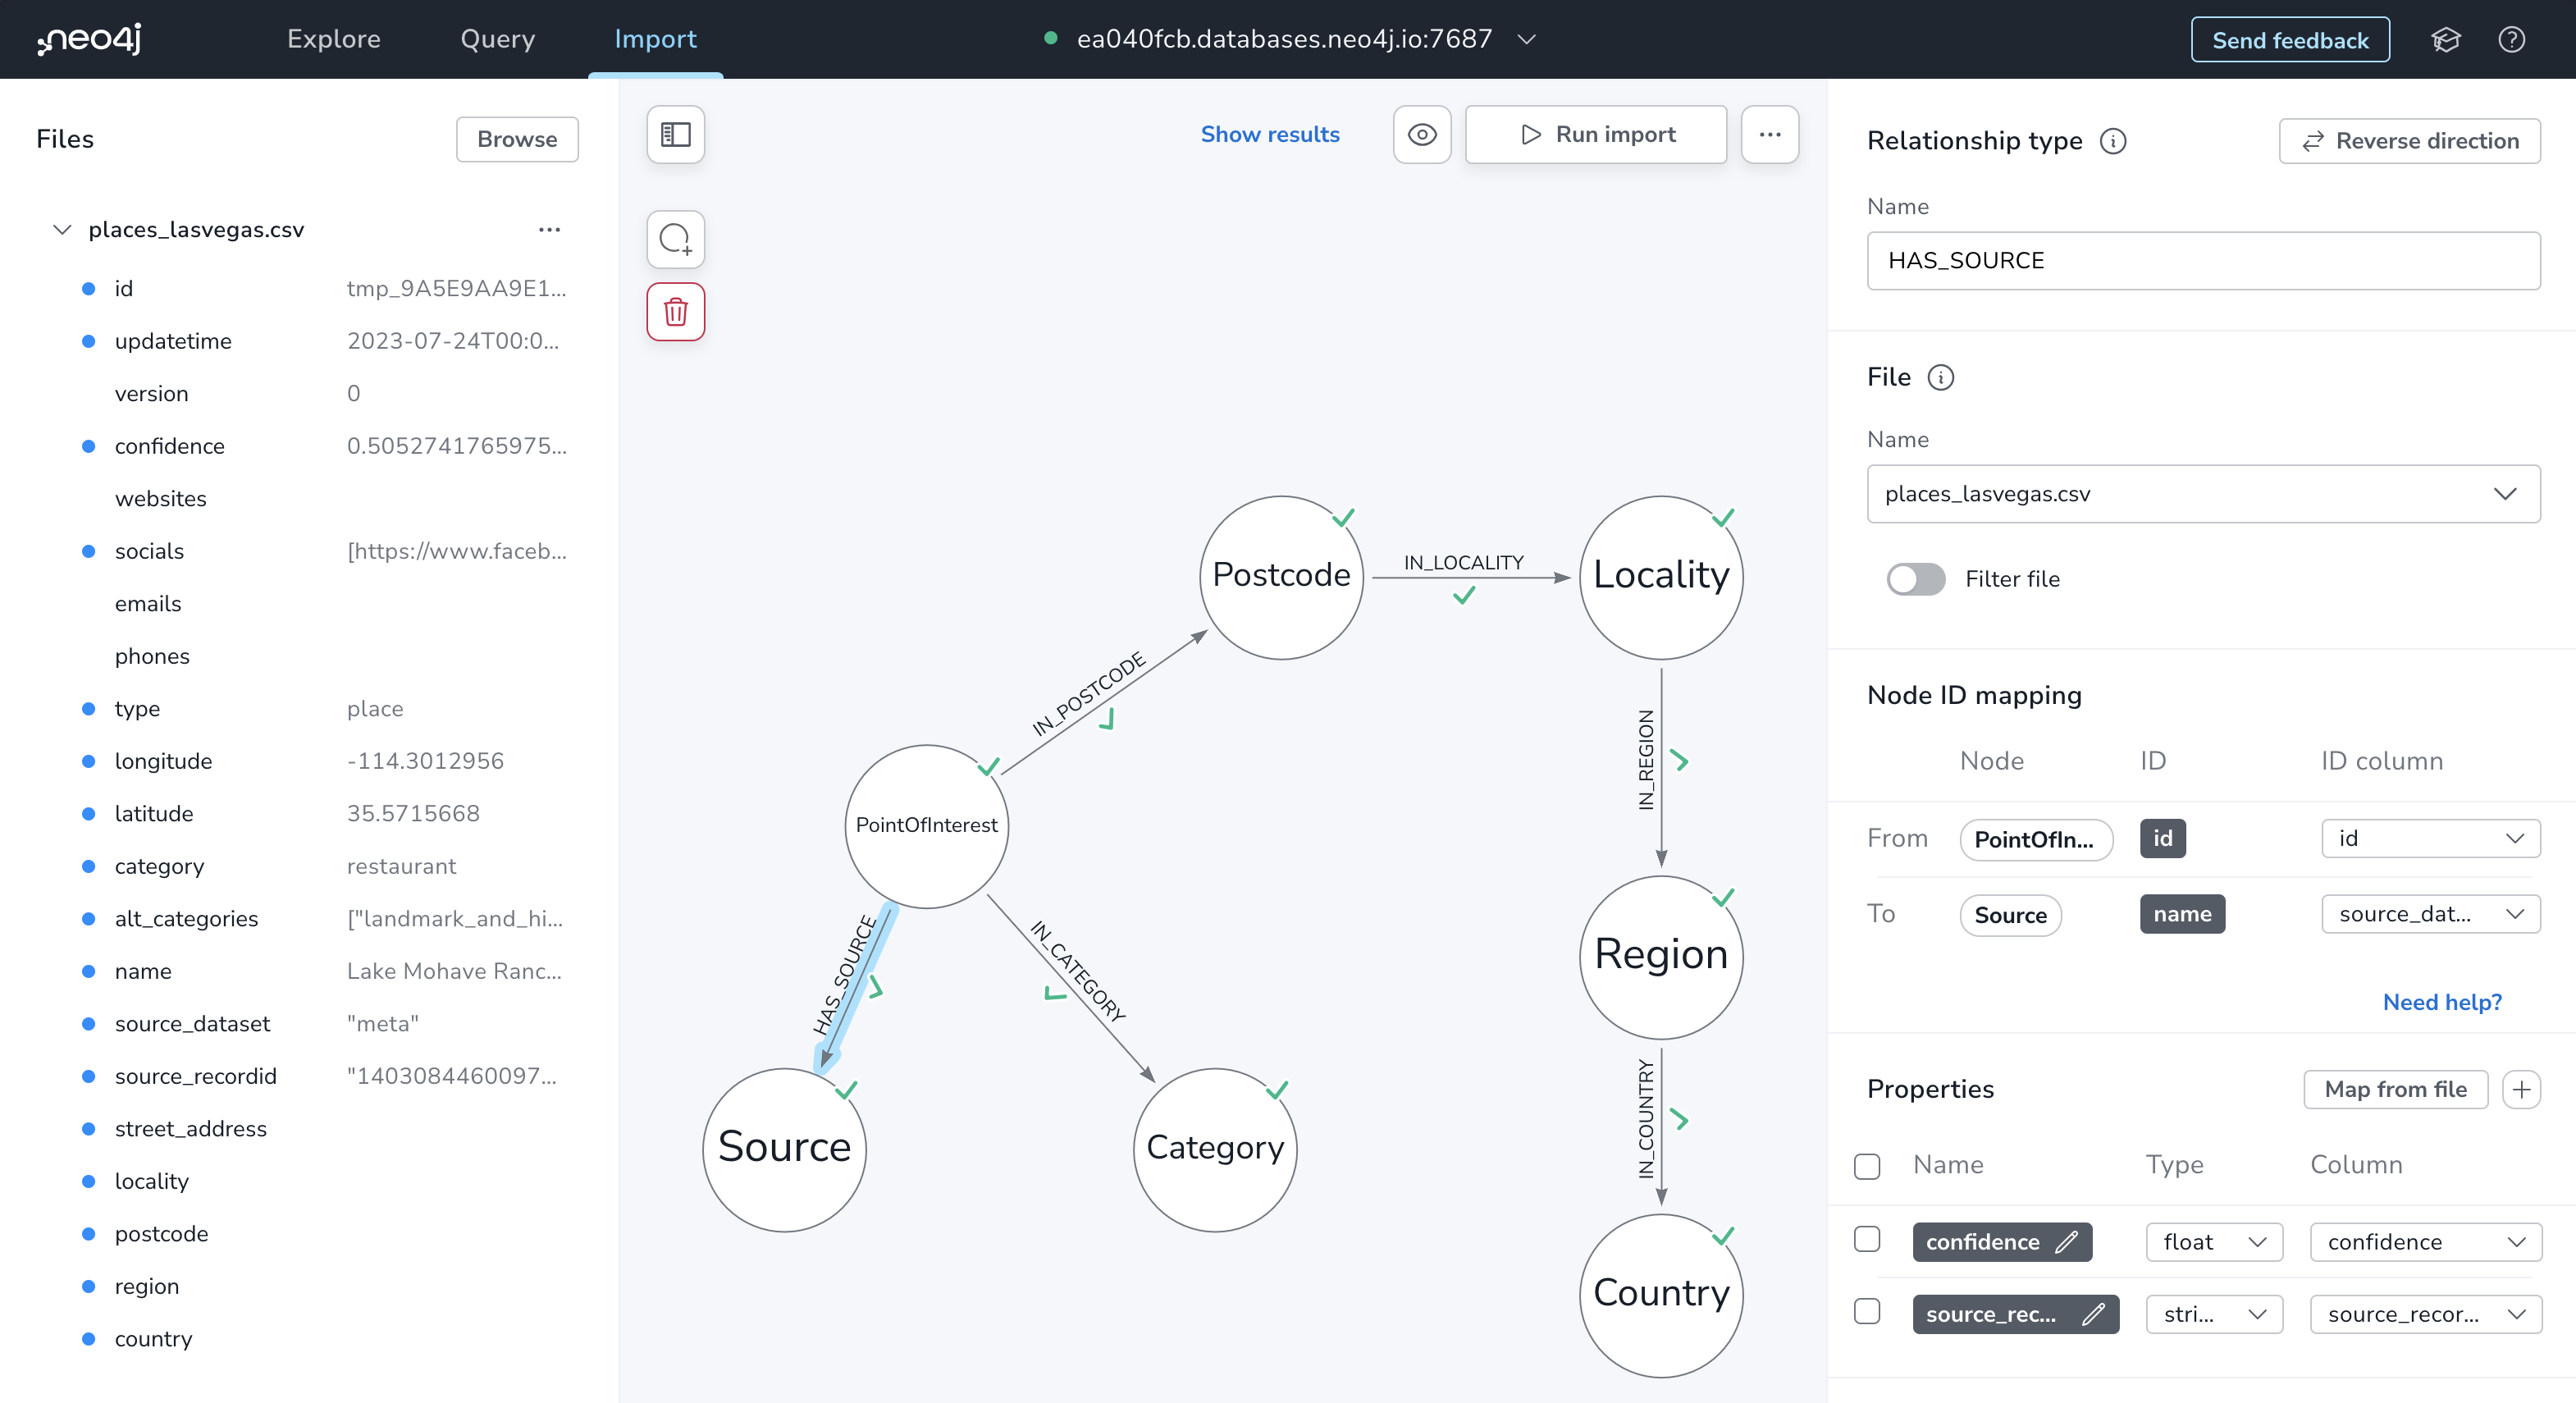 neo4j
Explore
Query
Import
ea040fcb.databases.neo4j.io:7687
Send feedback
Files
Browse
places_lasvegas.csv
id tmp_9A5E9AA9E1...
updatetime 2023-07-24T00:0...
version 0
confidence 0.5052741765975...
websites
socials [https://www.faceb...
emails
phones
type place
longitude -114.3012956
latitude 35.5715668
category restaurant
alt_categories ["landmark_and_hi...
name Lake Mohave Ranc...
source_dataset "meta"
source_recordid "1403084460097...
street_address
locality
postcode
region
country
Show results
Run import
Postcode
IN_LOCALITY
Locality
IN_POSTCODE
IN_REGION
PointOfInterest
HAS_SOURCE
IN_CATEGORY
Region
IN_COUNTRY
Source
Category
Country
Relationship type
Reverse direction
Name
HAS_SOURCE
File
Name
places_lasvegas.csv
Filter file
Node ID mapping
Node ID ID column
From PointOfIn... id id
To Source name source_dat...
Need help?
Properties
Map from file
Name Type Column
confidence float confidence
source_rec... stri... source_recor...